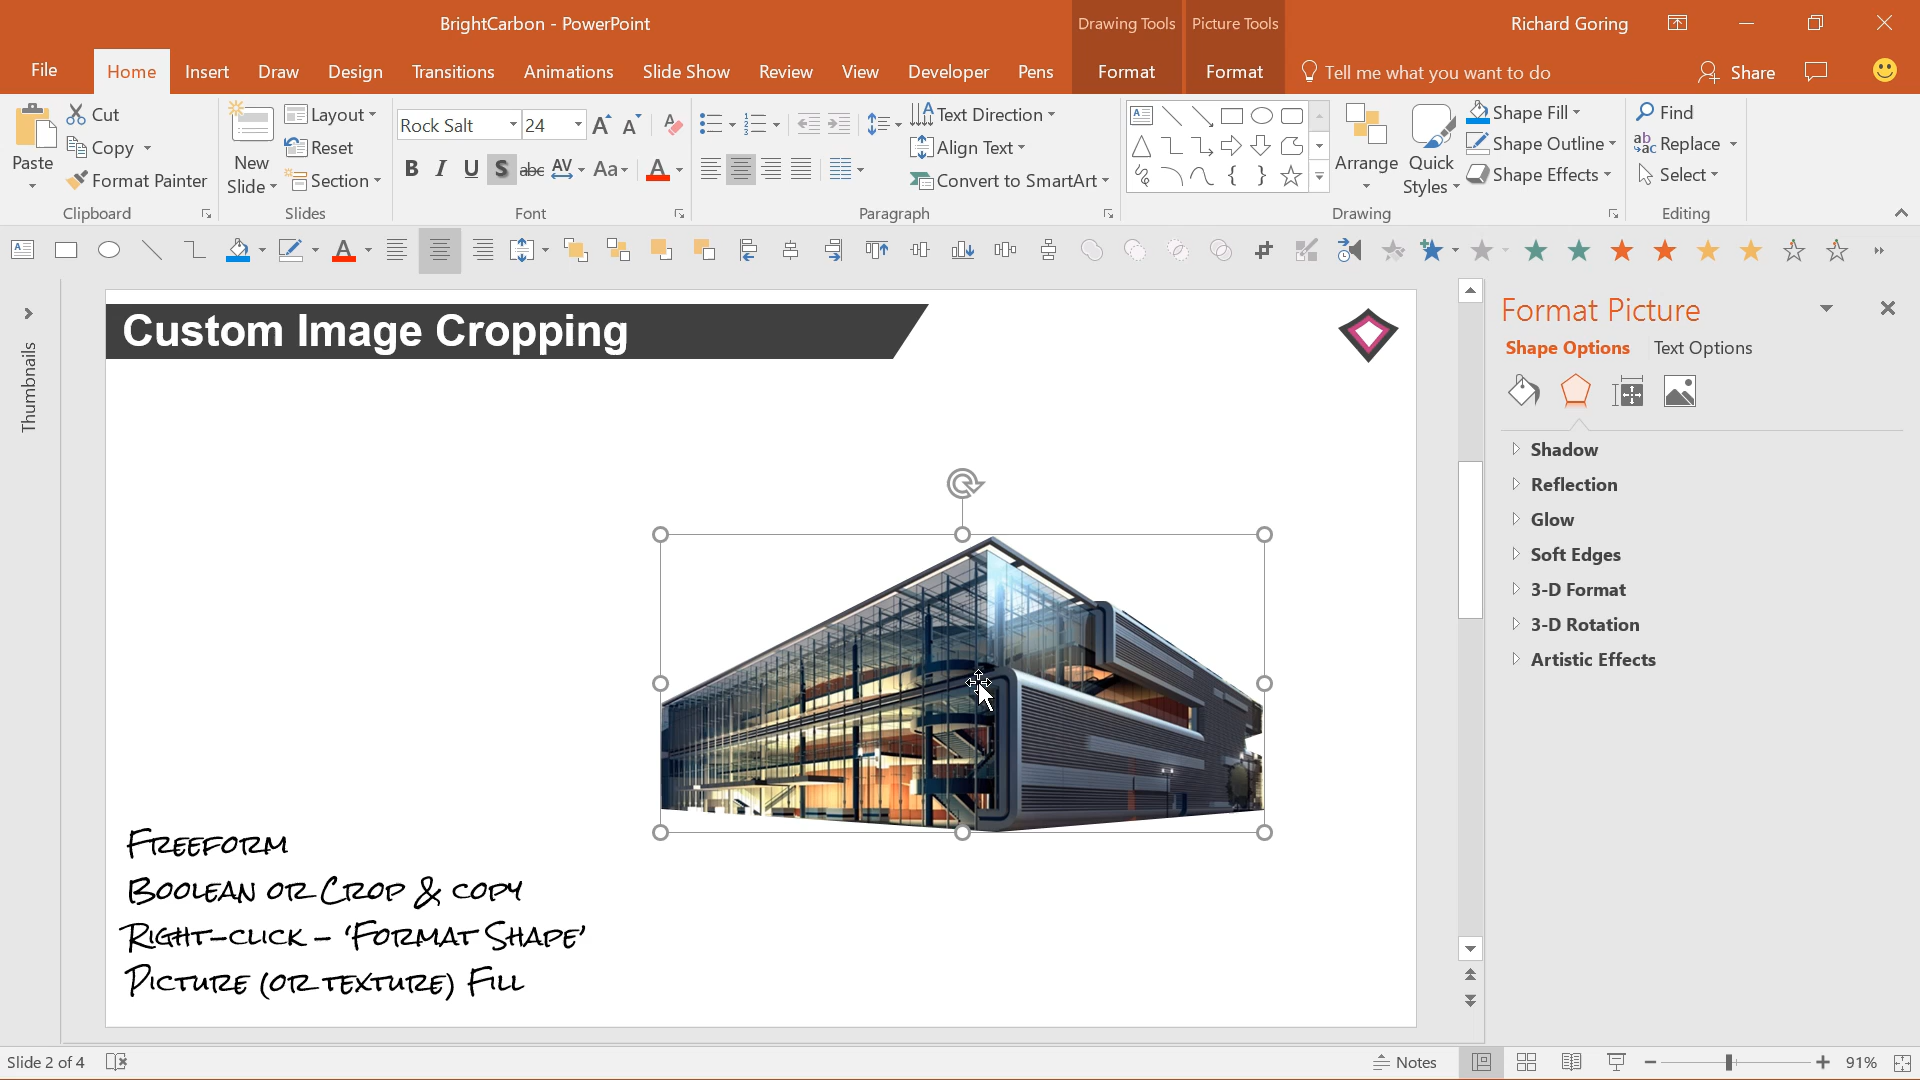 BrightCarbon - PowerPoint
Drawing Tools
Picture Tools
Richard Goring
File
Home
Insert
Draw
Design
Transitions
Animations
Slide Show
Review
View
Developer
Pens
Format
Format
Tell me what you want to do
Share
Paste
Cut
Copy
Format Painter
Clipboard
New Slide
Layout
Reset
Section
Slides
Rock Salt
24
A A
B I U S abc AV Aa A
Font
Text Direction
Align Text
Convert to SmartArt
Paragraph
Arrange
Quick Styles
Shape Fill
Shape Outline
Shape Effects
Drawing
Find
Replace
Select
Editing
Thumbnails
Custom Image Cropping
Freeform
Boolean or Crop & copy
Right-click - 'Format Shape'
Picture (or texture) Fill
Format Picture
Shape Options
Text Options
Shadow
Reflection
Glow
Soft Edges
3-D Format
3-D Rotation
Artistic Effects
Slide 2 of 4
Notes
91%